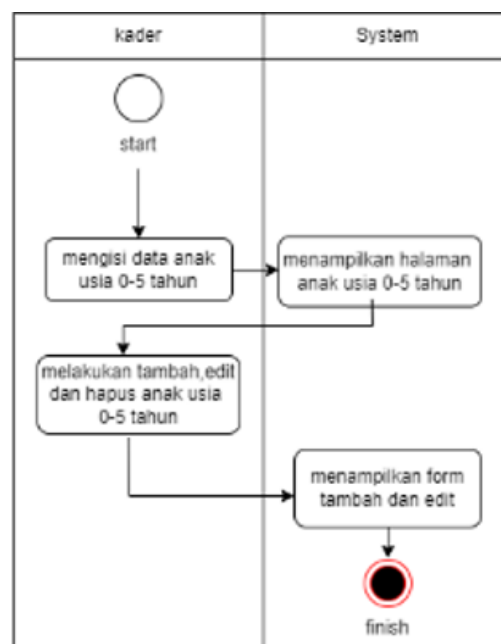 kader
System
start
mengisi data anak
usia 0-5 tahun
menampilkan halaman
anak usia 0-5 tahun
melakukan tambah,edit
dan hapus anak usia
0-5 tahun
menampilkan form
tambah dan edit
finish